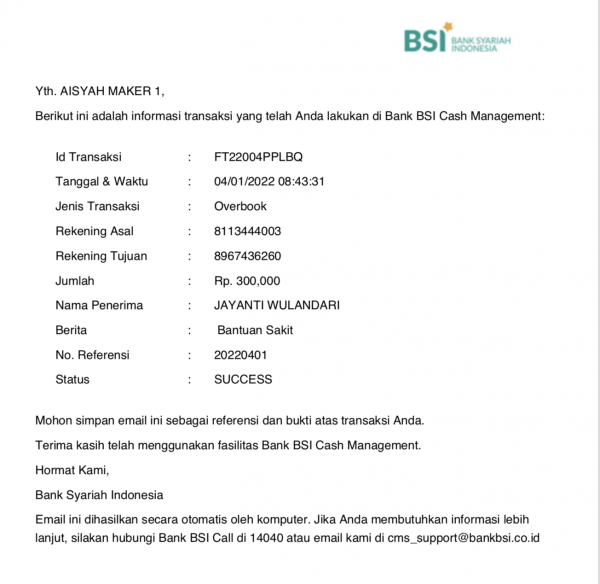 BSI BANK SYARIAH
INDONESIA
Yth. AISYAH MAKER 1,
Berikut ini adalah informasi transaksi yang telah Anda lakukan di Bank BSI Cash Management:
Id Transaksi : FT22004PPLBQ
Tanggal & Waktu : 04/01/2022 08:43:31
Jenis Transaksi : Overbook
Rekening Asal : 8113444003
Rekening Tujuan : 8967436260
Jumlah : Rp. 300,000
Nama Penerima : JAYANTI WULANDARI
Berita : Bantuan Sakit
No. Referensi : 20220401
Status : SUCCESS
Mohon simpan email ini sebagai referensi dan bukti atas transaksi Anda.
Terima kasih telah menggunakan fasilitas Bank BSI Cash Management.
Hormat Kami,
Bank Syariah Indonesia
Email ini dihasilkan secara otomatis oleh komputer. Jika Anda membutuhkan informasi lebih
lanjut, silakan hubungi Bank BSI Call di 14040 atau email kami di cms_support@bankbsi.co.id